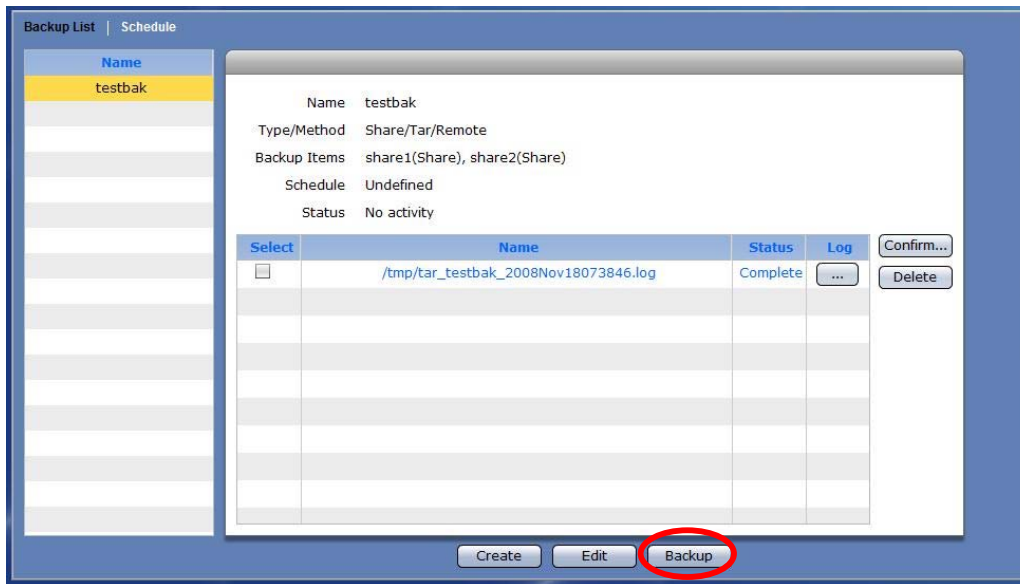 Backup List | Schedule
Name
testbak
Name testbak
Type/Method Share/Tar/Remote
Backup Items share1(Share), share2(Share)
Schedule Undefined
Status No activity
Select Name Status Log
/tmp/tar_testbak_2008Nov18073846.log Complete ...
Confirm...
Delete
Create Edit Backup